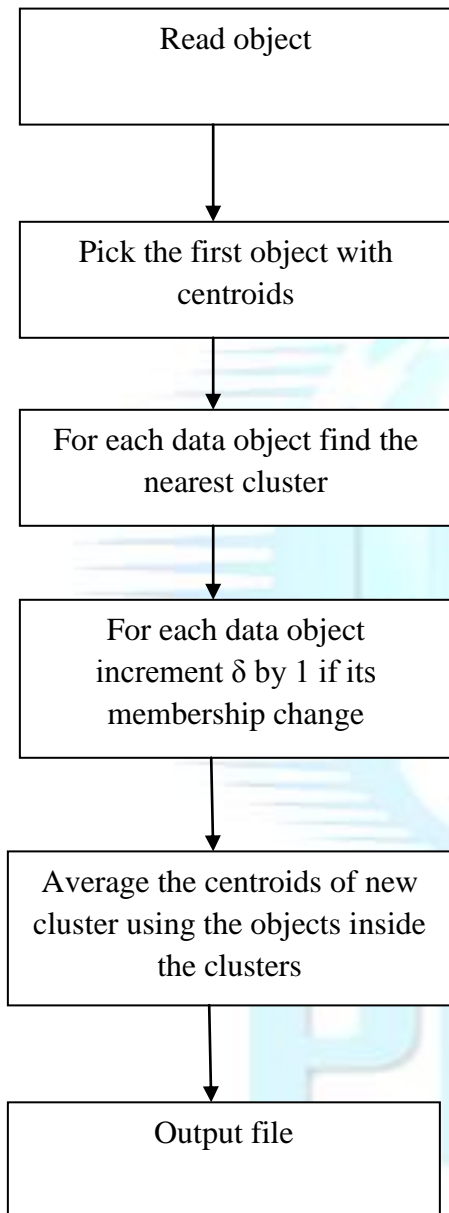 Read object
Pick the first object with
centroids
For each data object find the
nearest cluster
For each data object
increment δ by 1 if its
membership change
Average the centroids of new
cluster using the objects inside
the clusters
Output file